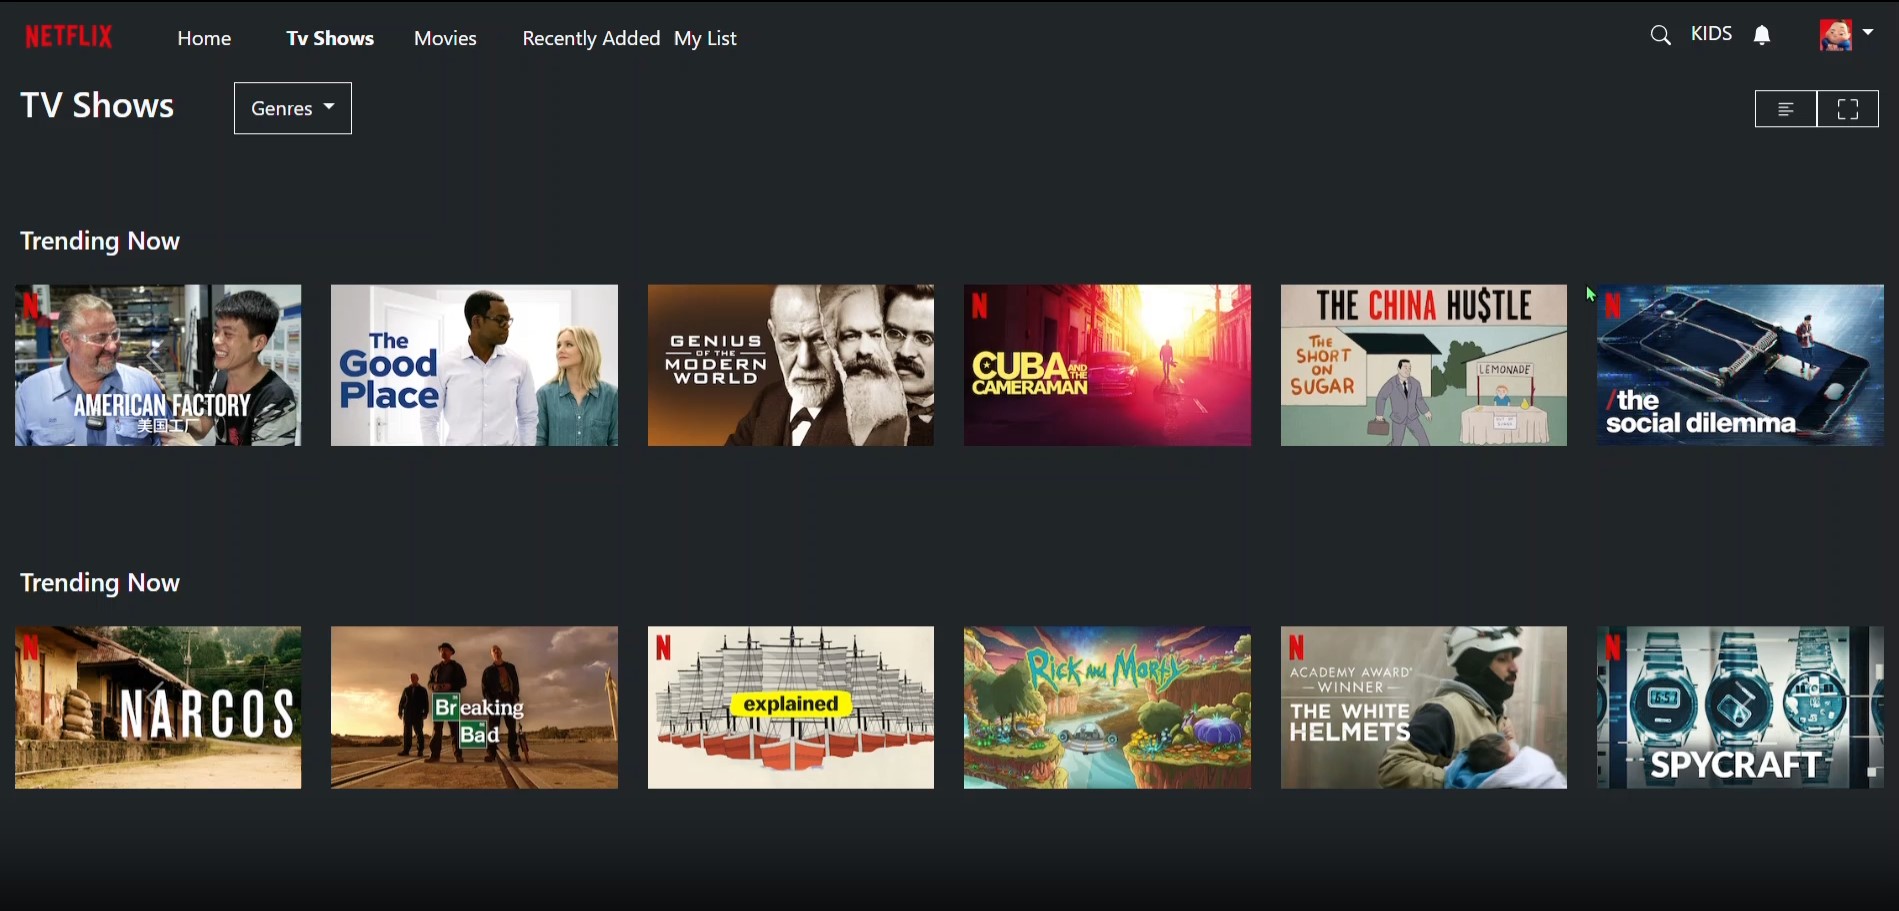 NETFLIX
Home
Tv Shows
Movies
Recently Added
My List
KIDS
TV Shows
Genres
Trending Now
N
AMERICAN FACTORY
美国工厂
The
Good
Place
GENIUS
OF THE
MODERN
WORLD
N
CUBA AND THE
CAMERAMAN
THE CHINA HU$TLE
THE
SHORT
ON
SUGAR
LEMONADE
N
/the
social dilemma
Trending Now
N
NARCOS
Breaking
Bad
N
explained
Rick and Morty
N
ACADEMY AWARD®
WINNER
THE WHITE
HELMETS
N
SPYCRAFT